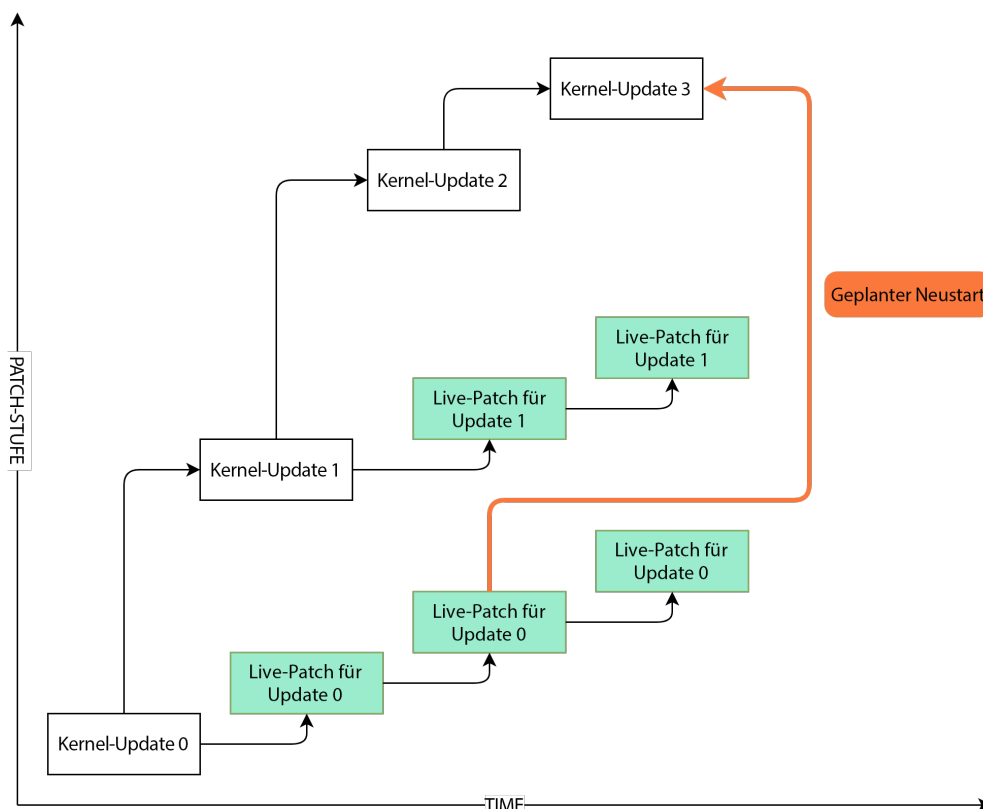 Kernel-Update 3
Kernel-Update 2
Geplanter Neustart
Live-Patch für
Update 1
PATCH-STUFE
Live-Patch für
Update 1
Kernel-Update 1
Live-Patch für
Update 0
Live-Patch für
Update 0
Live-Patch für
Update 0
Kernel-Update 0
TIME